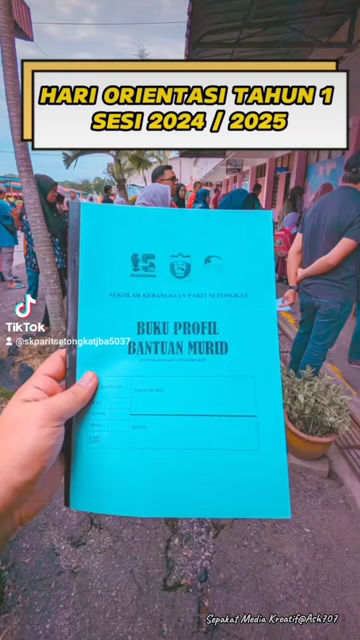 HARI ORIENTASI TAHUN 1
SESI 2024 / 2025
SEKOLAH KEBANGSAAN PARIT SETONGKAT
BUKU PROFIL
BANTUAN MURID
TikTok
@skparitsetongkatjba5037
Sepakat Media Kreatif@Ash707